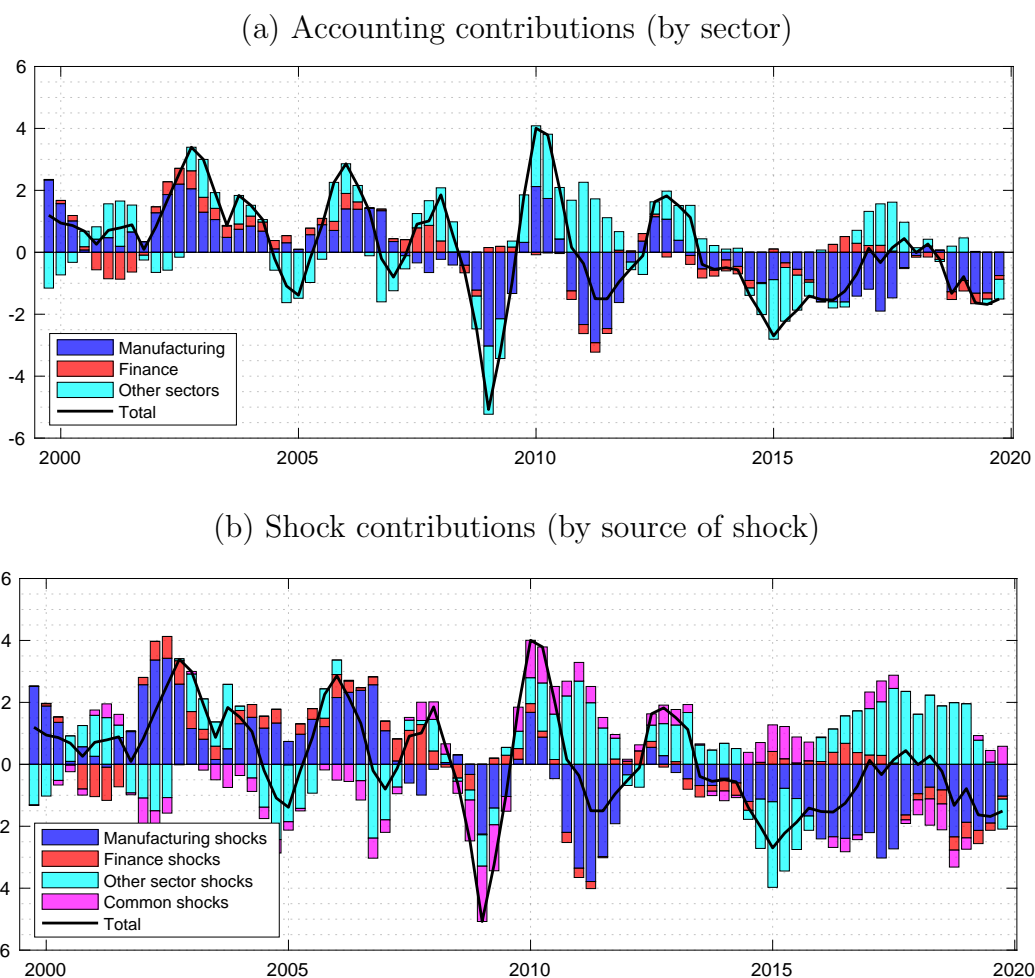 (a) Accounting contributions (by sector)
6
4
2
0
-2
-4
-6
Manufacturing
Finance
Other sectors
Total
2000 2005 2010 2015 2020
(b) Shock contributions (by source of shock)
6
4
2
0
2
4
6
Manufacturing shocks
Finance shocks
Other sector shocks
Common shocks
Total
2000 2005 2010 2015 2020